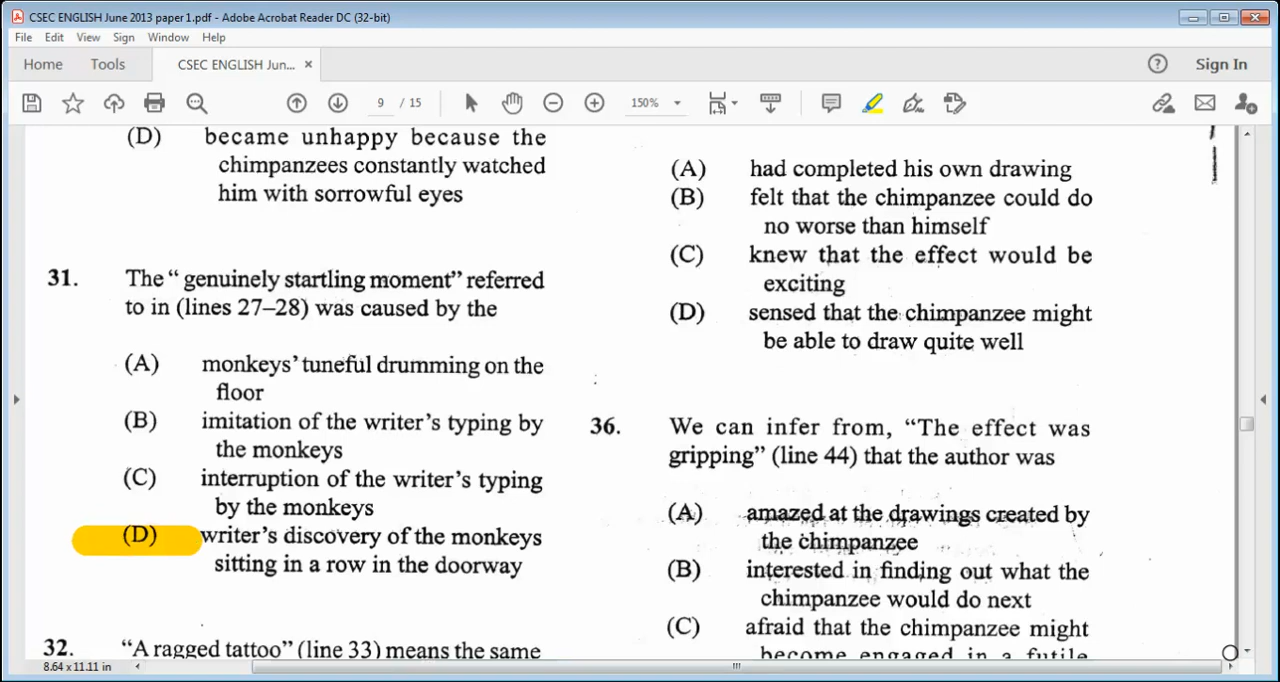 CSEC ENGLISH June 2013 paper 1.pdf - Adobe Acrobat Reader DC (32-bit)
File Edit View Sign Window Help
Home Tools CSEC ENGLISH Jun... × Sign In
9 / 15 150%
(D) became unhappy because the
chimpanzees constantly watched
him with sorrowful eyes
31. The “ genuinely startling moment” referred
to in (lines 27–28) was caused by the
(A) monkeys’ tuneful drumming on the
floor
(B) imitation of the writer’s typing by
the monkeys
(C) interruption of the writer’s typing
by the monkeys
(D) writer’s discovery of the monkeys
sitting in a row in the doorway
32. “A ragged tattoo” (line 33) means the same
(A) had completed his own drawing
(B) felt that the chimpanzee could do
no worse than himself
(C) knew that the effect would be
exciting
(D) sensed that the chimpanzee might
be able to draw quite well
36. We can infer from, “The effect was
gripping” (line 44) that the author was
(A) amazed at the drawings created by
the chimpanzee
(B) interested in finding out what the
chimpanzee would do next
(C) afraid that the chimpanzee might
become engaged in a futile
8.64 x 11.11 in